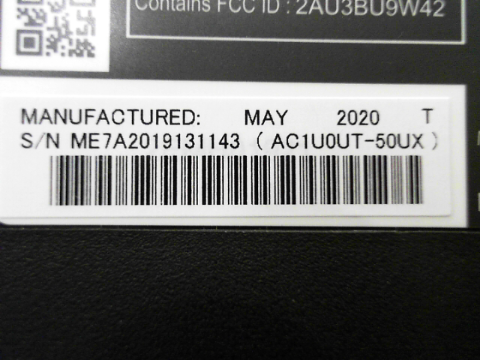 Contains FCC ID : 2AU3BU9W42
MANUFACTURED: MAY 2020 T
S/N ME7A2019131143 ( AC1U0UT-50UX )